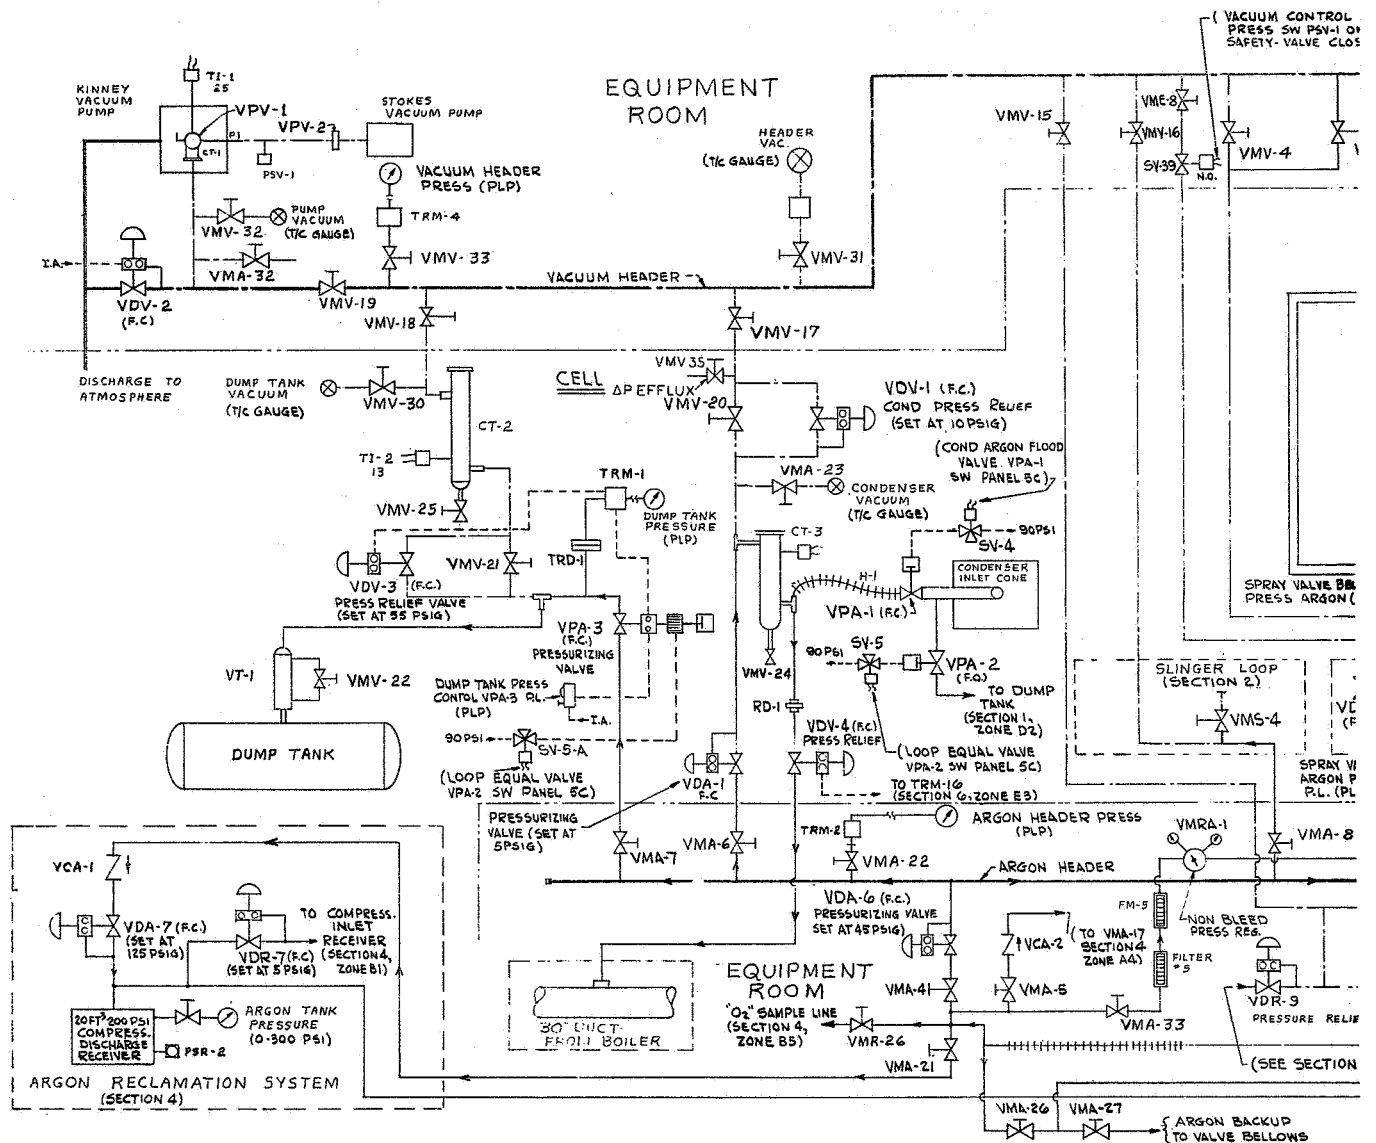 ( VACUUM CONTROL
PRESS SW PSV-1 O
SAFETY-VALVE CLOS
KINNEY
VACUUM
PUMP
TI-1
25
VPV-1
P.I
CT-1
VPV-2
PSV-1
STOKES
VACUUM PUMP
EQUIPMENT
ROOM
VACUUM HEADER
PRESS (PLP)
TRM-4
HEADER
VAC.
(T/C GAUGE)
VMV-15
VME-8
VMV-16
SV-39
N.O.
VMV-4
PUMP
VACUUM
(T/C GAUGE)
VMV-32
VMA-32
VMV-33
VMV-31
I.A.
VDV-2
(F.C)
VMV-19
VACUUM HEADER
VMV-18
VMV-17
DISCHARGE TO
ATMOSPHERE
DUMP TANK
VACUUM
(T/C GAUGE)
VMV-30
CT-2
CELL
VMV 35
ΔP EFFLUX
VMV-20
VDV-1 (F.C.)
COND PRESS RELIEF
(SET AT 10 PSIG)
(COND ARGON FLOOD
VALVE VPA-1
SW PANEL 5C)
TI-2
13
VMV-25
TRM-1
DUMP TANK
PRESSURE
(PLP)
VMA-23
CONDENSER
VACUUM
(T/C GAUGE)
CT-3
90PSI
SV-4
VDV-3 (F.C.)
PRESS RELIEF VALVE
(SET AT 55 PSIG)
VMV-21
TRD-1
H-1
CONDENSER
INLET CONE
VPA-1 (F.C.)
SPRAY VALVE BE
PRESS ARGON (
VPA-3
(F.C.)
PRESSURIZING
VALVE
VT-1
VMV-22
VMV-24
90PSI
SV-5
VPA-2
(F.O.)
SLINGER LOOP
(SECTION 2)
VMS-4
DUMP TANK PRESS
CONTOL VPA-3 P.L.
(PLP)
I.A.
RD-1
TO DUMP
TANK
(SECTION 1,
ZONE D2)
DUMP TANK
90PSI
SV-5-A
(LOOP EQUAL VALVE
VPA-2 SW PANEL 5C)
VDV-4 (F.C)
PRESS RELIEF
(LOOP EQUAL VALVE
VPA-2 SW PANEL 5C)
SPRAY V
ARGON P
P.L. (PL
VDA-1
F.C
TO TRM-16
(SECTION 6, ZONE E3)
PRESSURIZING
VALVE (SET AT
5PSIG)
TRM-2
ARGON HEADER PRESS
(PLP)
VMRA-1
VMA-8
VMA-7
VMA-6
VMA-22
ARGON HEADER
VCA-1
VDA-7 (F.C)
(SET AT
125 PSIG)
TO COMPRESS.
INLET
RECEIVER
(SECTION 4,
ZONE B1)
VDR-7 (F.C)
(SET AT 5 PSIG)
VDA-6 (F.C.)
PRESSURIZING VALVE
SET AT 45PSIG)
VCA-2
(TO VMA-17
SECTION 4
ZONE A4)
FM-5
NON BLEED
PRESS REG.
FILTER
#5
EQUIPMENT
ROOM
VMA-4
VMA-5
VMA-33
VDR-9
PRESSURE RELIE
20 FT³ 200 PSI
COMPRESS.
DISCHARGE
RECEIVER
ARGON TANK
PRESSURE
(0-300 PSI)
PSR-2
30" DUCT
FROM BOILER
"O₂" SAMPLE LINE
(SECTION 4,
ZONE B5)
VMR-26
VMA-21
(SEE SECTION
ARGON RECLAMATION SYSTEM
(SECTION 4)
VMA-26
VMA-27
ARGON BACKUP
TO VALVE BELLOWS